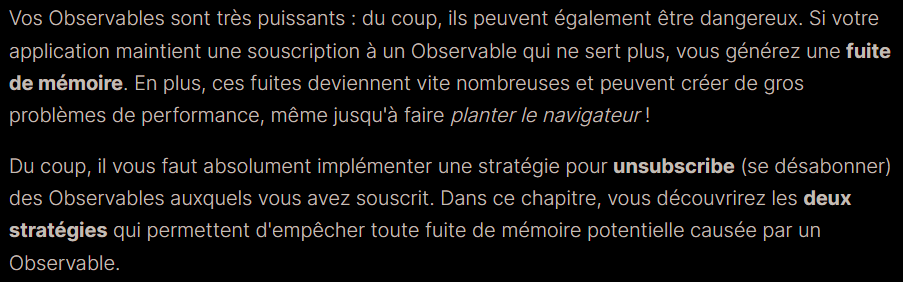 Vos Observables sont très puissants : du coup, ils peuvent également être dangereux. Si votre
application maintient une souscription à un Observable qui ne sert plus, vous générez une fuite
de mémoire. En plus, ces fuites deviennent vite nombreuses et peuvent créer de gros
problèmes de performance, même jusqu'à faire planter le navigateur !
Du coup, il vous faut absolument implémenter une stratégie pour unsubscribe (se désabonner)
des Observables auxquels vous avez souscrit. Dans ce chapitre, vous découvrirez les deux
stratégies qui permettent d'empêcher toute fuite de mémoire potentielle causée par un
Observable.